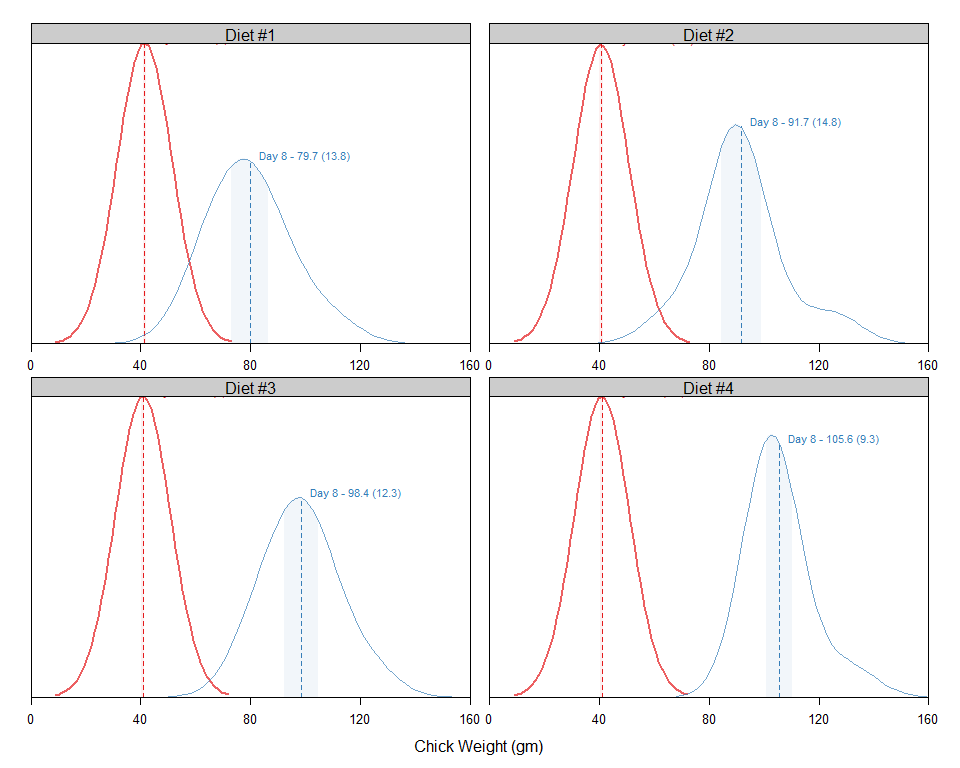 Diet #1
Diet #2
Day 8 - 79.7 (13.8)
Day 8 - 91.7 (14.8)
0 40 80 120 160
0 40 80 120 160
Diet #3
Diet #4
Day 8 - 98.4 (12.3)
Day 8 - 105.6 (9.3)
0 40 80 120 160
0 40 80 120 160
Chick Weight (gm)